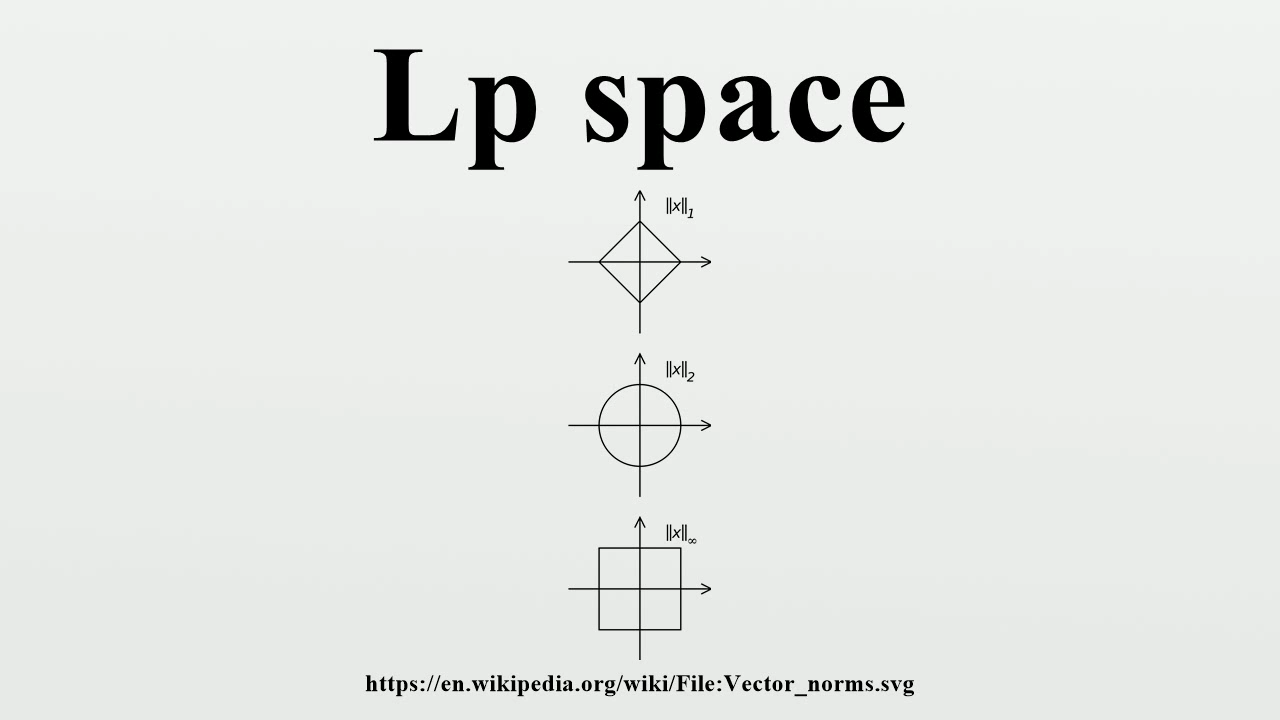 Lp space
‖x‖₁
‖x‖₂
‖x‖∞
https://en.wikipedia.org/wiki/File:Vector_norms.svg